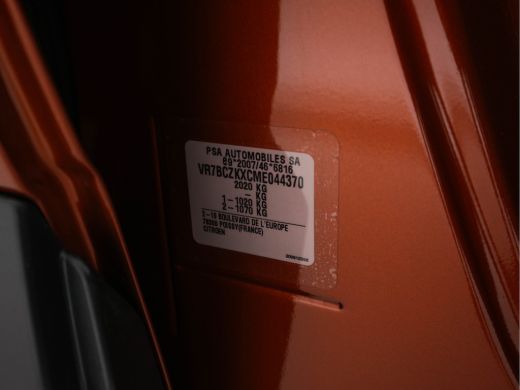 PSA AUTOMOBILES SA
e9*2007/46*6816
VR7BCZKXCME044370
2020 KG
- KG
1- 1020 KG
2- 1070 KG
2-10 BOULEVARD DE L'EUROPE
78300 POISSY(FRANCE)
CITROEN